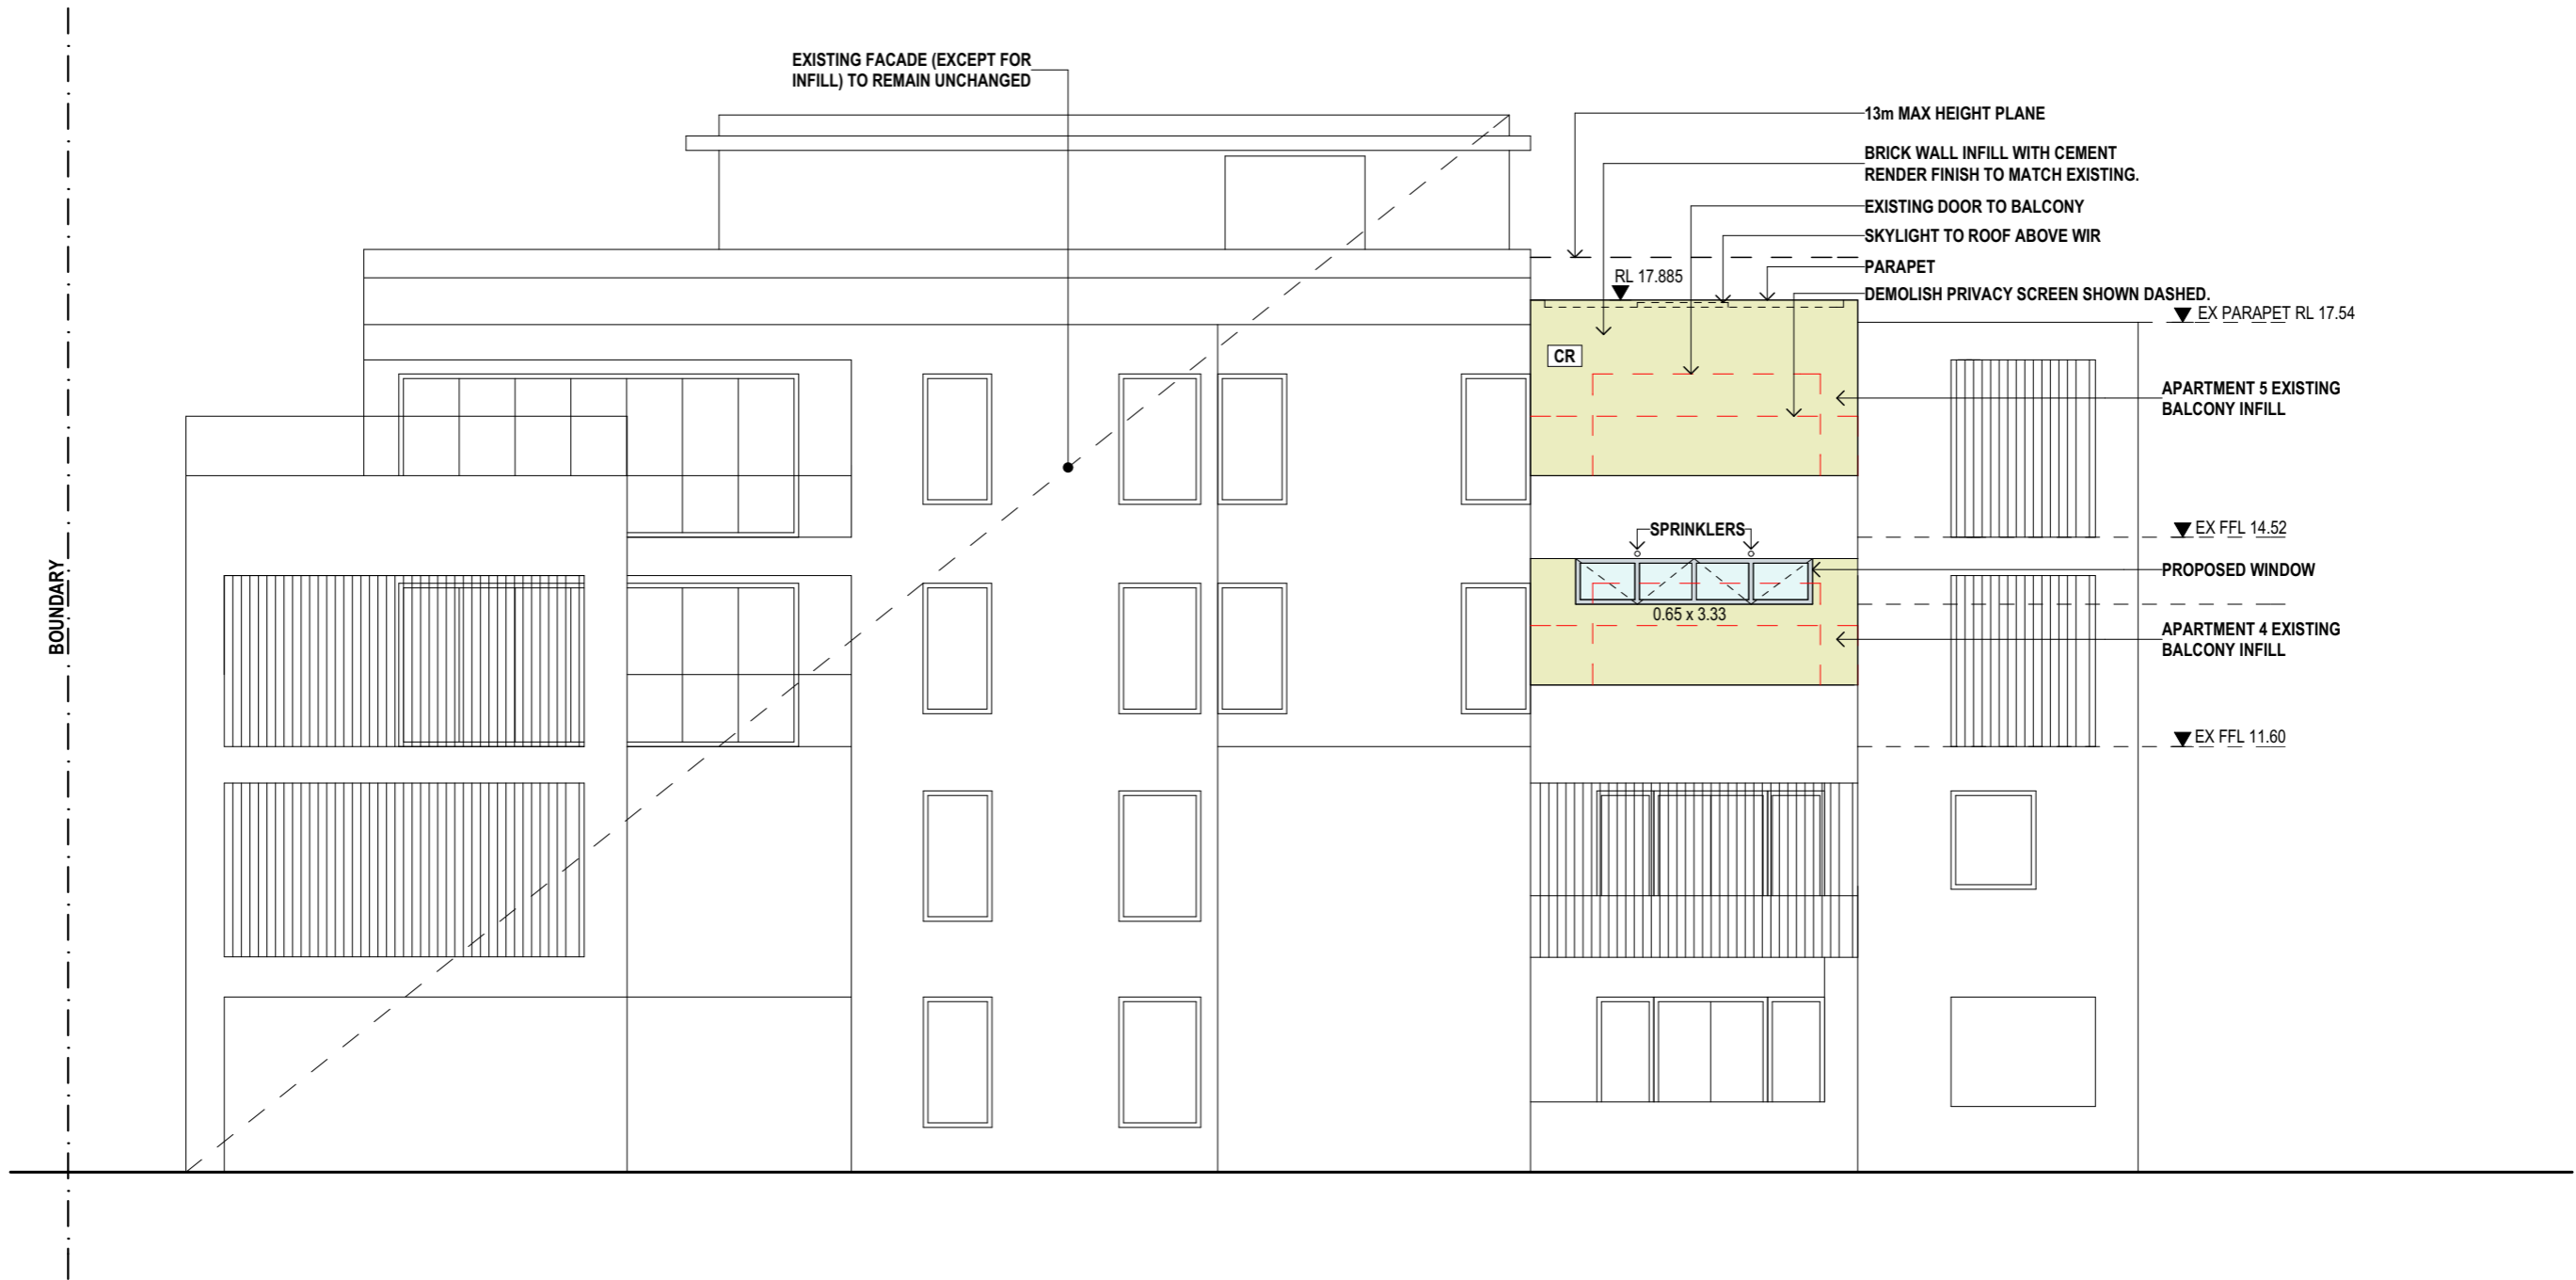 EXISTING FACADE (EXCEPT FOR
INFILL) TO REMAIN UNCHANGED
13m MAX HEIGHT PLANE
BRICK WALL INFILL WITH CEMENT
RENDER FINISH TO MATCH EXISTING.
EXISTING DOOR TO BALCONY
SKYLIGHT TO ROOF ABOVE WIR
PARAPET
RL 17.885
DEMOLISH PRIVACY SCREEN SHOWN DASHED.
EX PARAPET RL 17.54
CR
APARTMENT 5 EXISTING
BALCONY INFILL
SPRINKLERS
EX FFL 14.52
PROPOSED WINDOW
0.65 x 3.33
APARTMENT 4 EXISTING
BALCONY INFILL
EX FFL 11.60
BOUNDARY